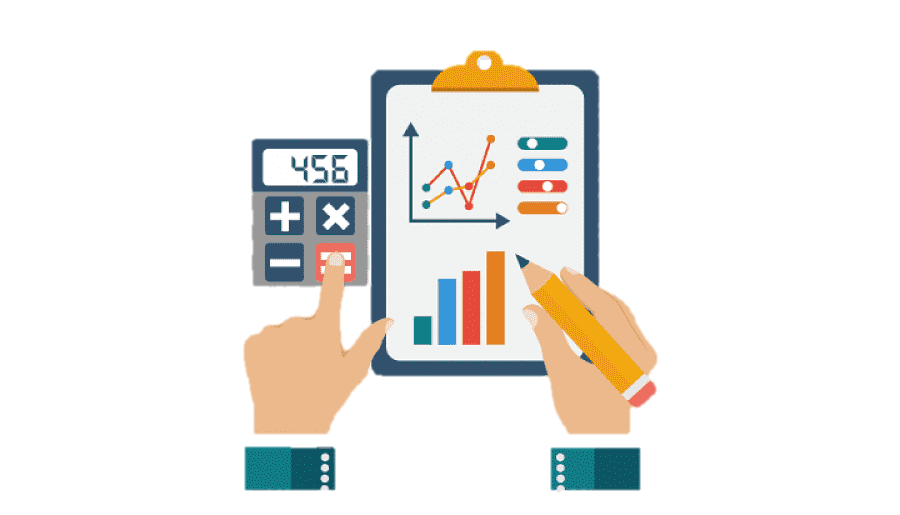 456
+ ×
− =